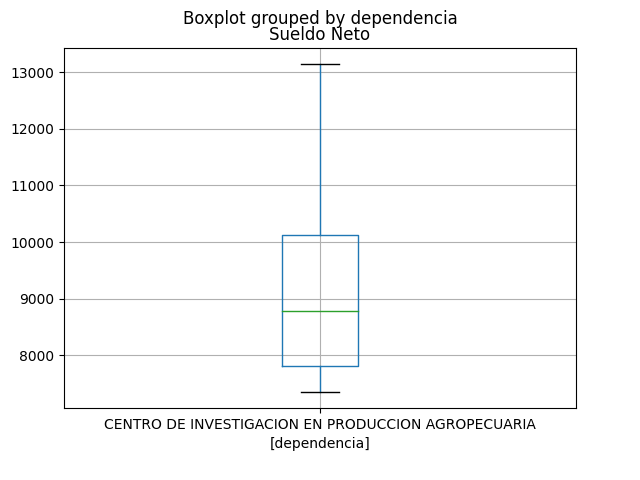 Boxplot grouped by dependencia
Sueldo Neto
13000
12000
11000
10000
9000
8000
CENTRO DE INVESTIGACION EN PRODUCCION AGROPECUARIA
[dependencia]